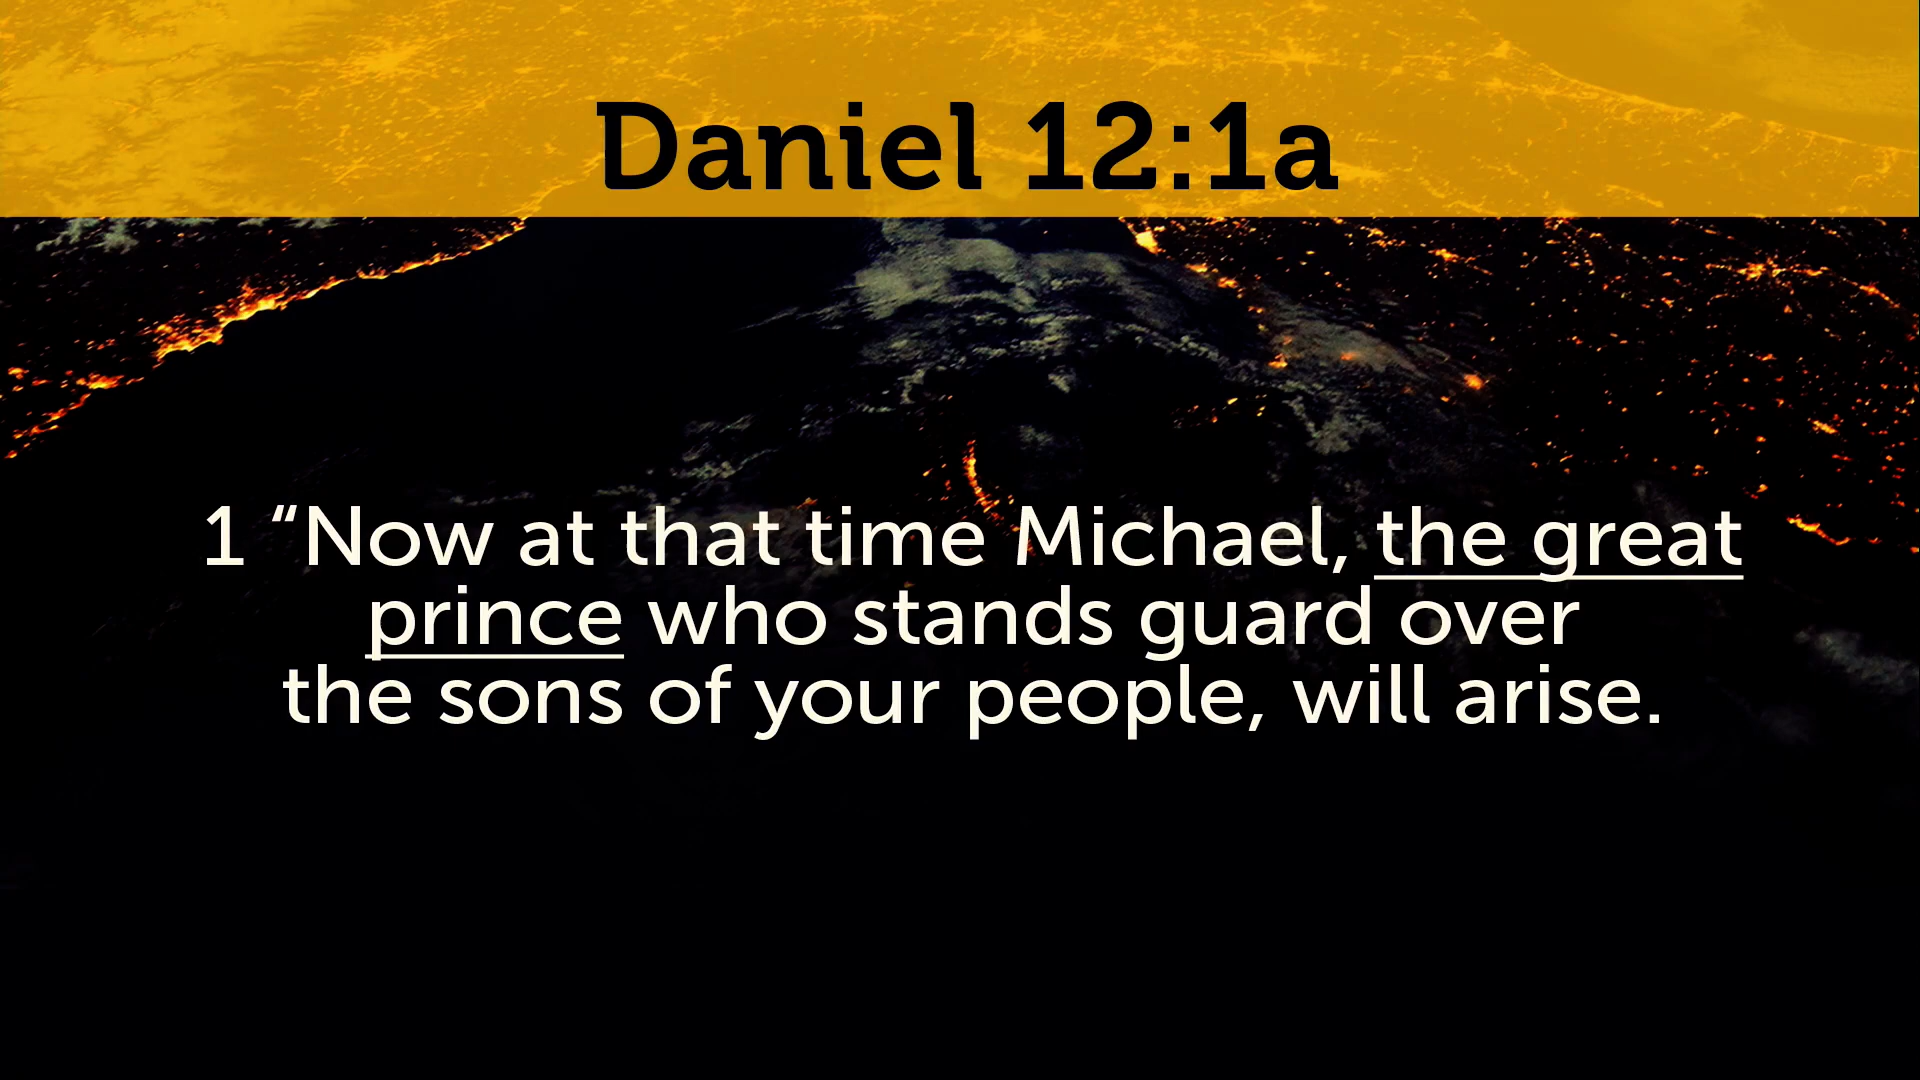 Daniel 12:1a
1 “Now at that time Michael, the great
prince who stands guard over
the sons of your people, will arise.